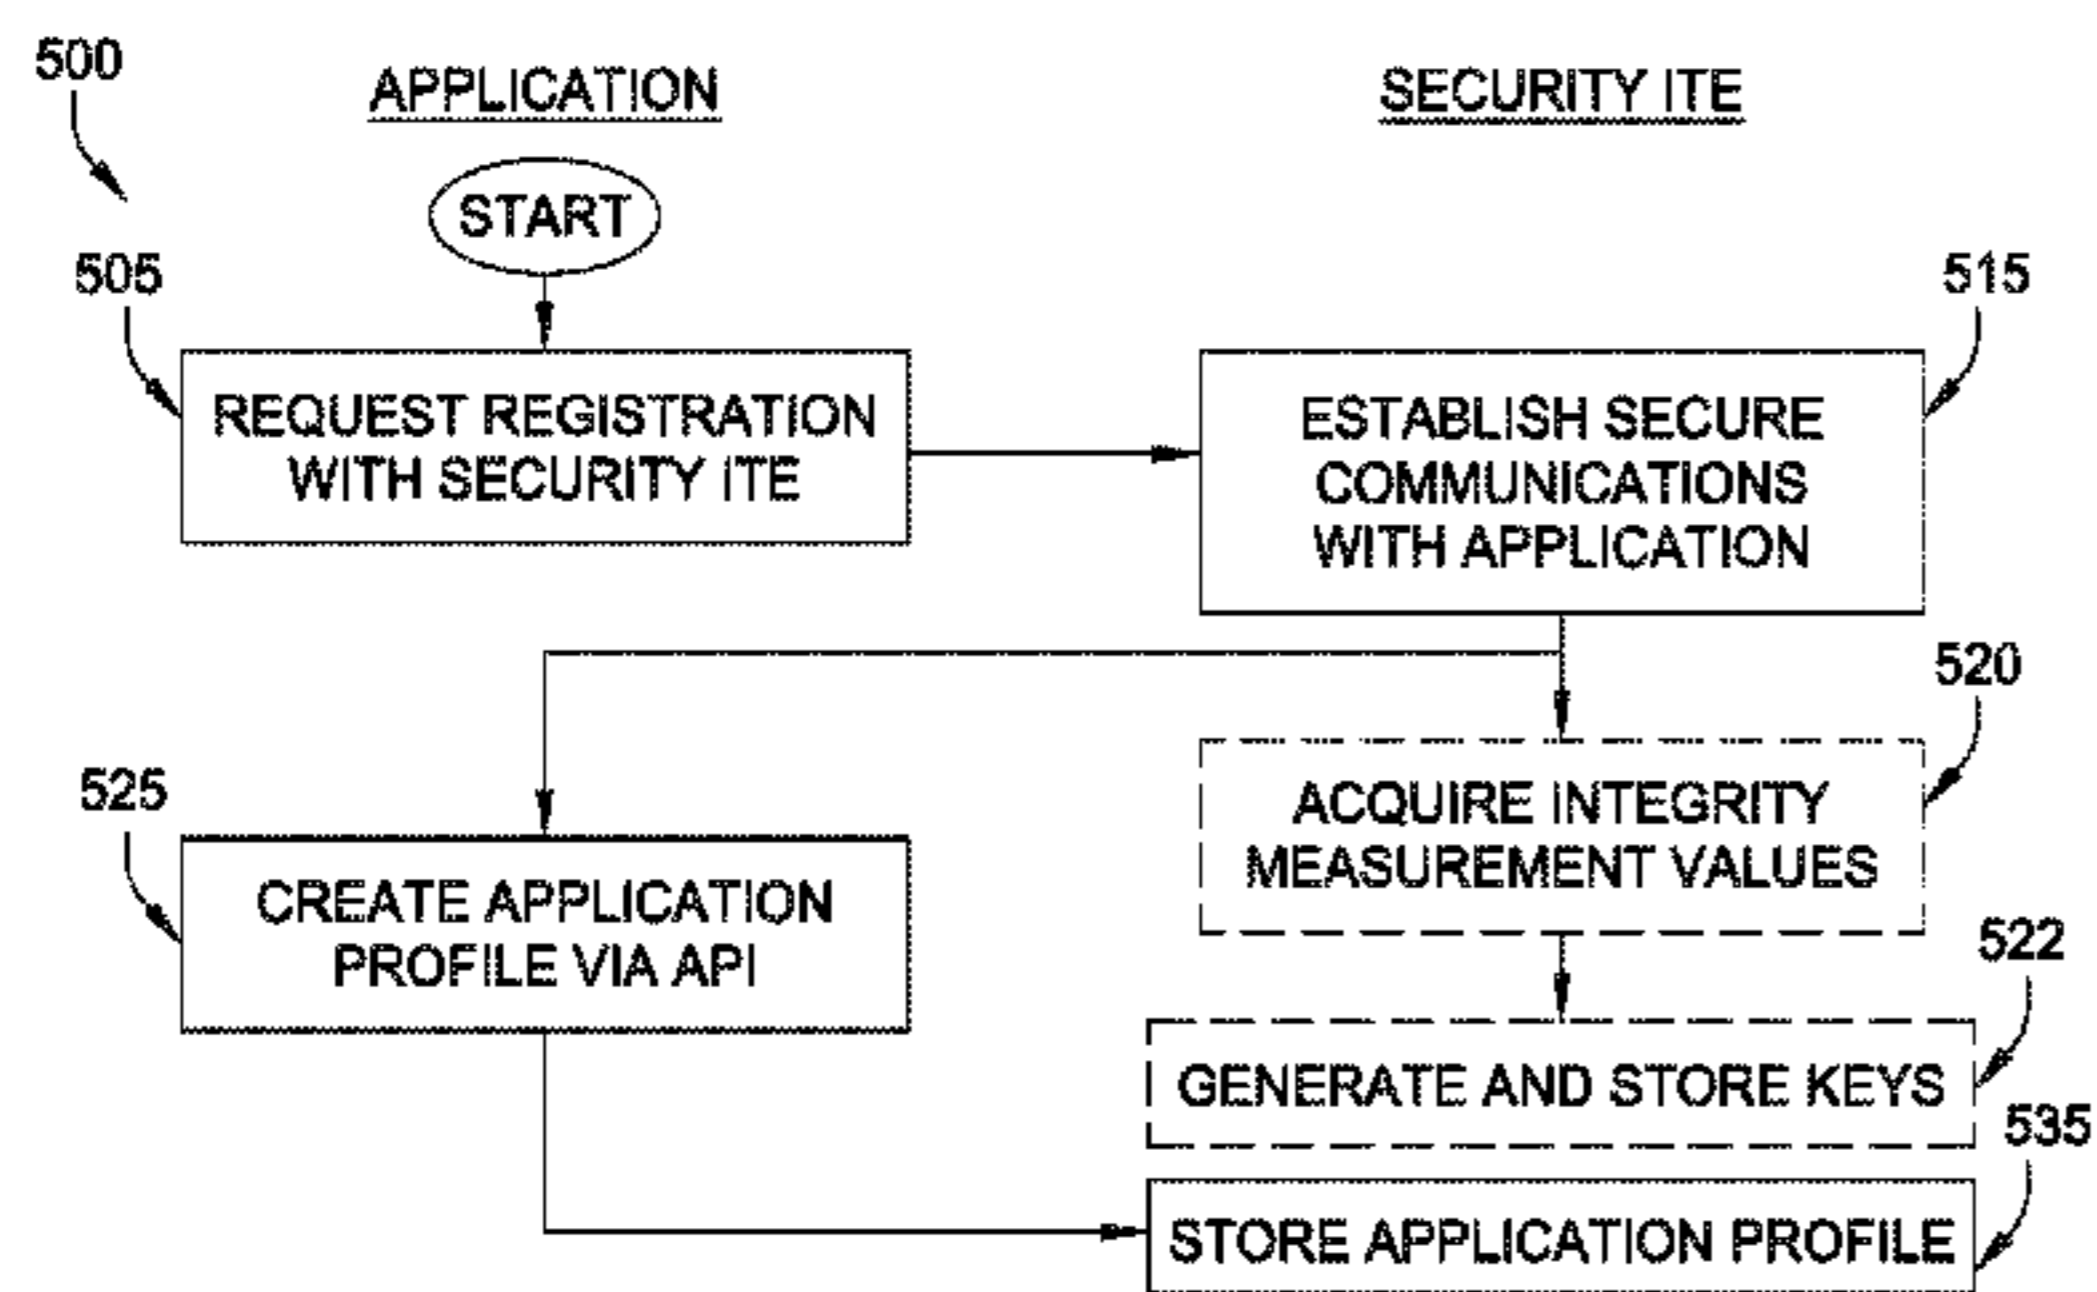 500
APPLICATION
SECURITY ITE
START
505
515
REQUEST REGISTRATION
WITH SECURITY ITE
ESTABLISH SECURE
COMMUNICATIONS
WITH APPLICATION
520
525
ACQUIRE INTEGRITY
MEASUREMENT VALUES
CREATE APPLICATION
PROFILE VIA API
522
GENERATE AND STORE KEYS
535
STORE APPLICATION PROFILE